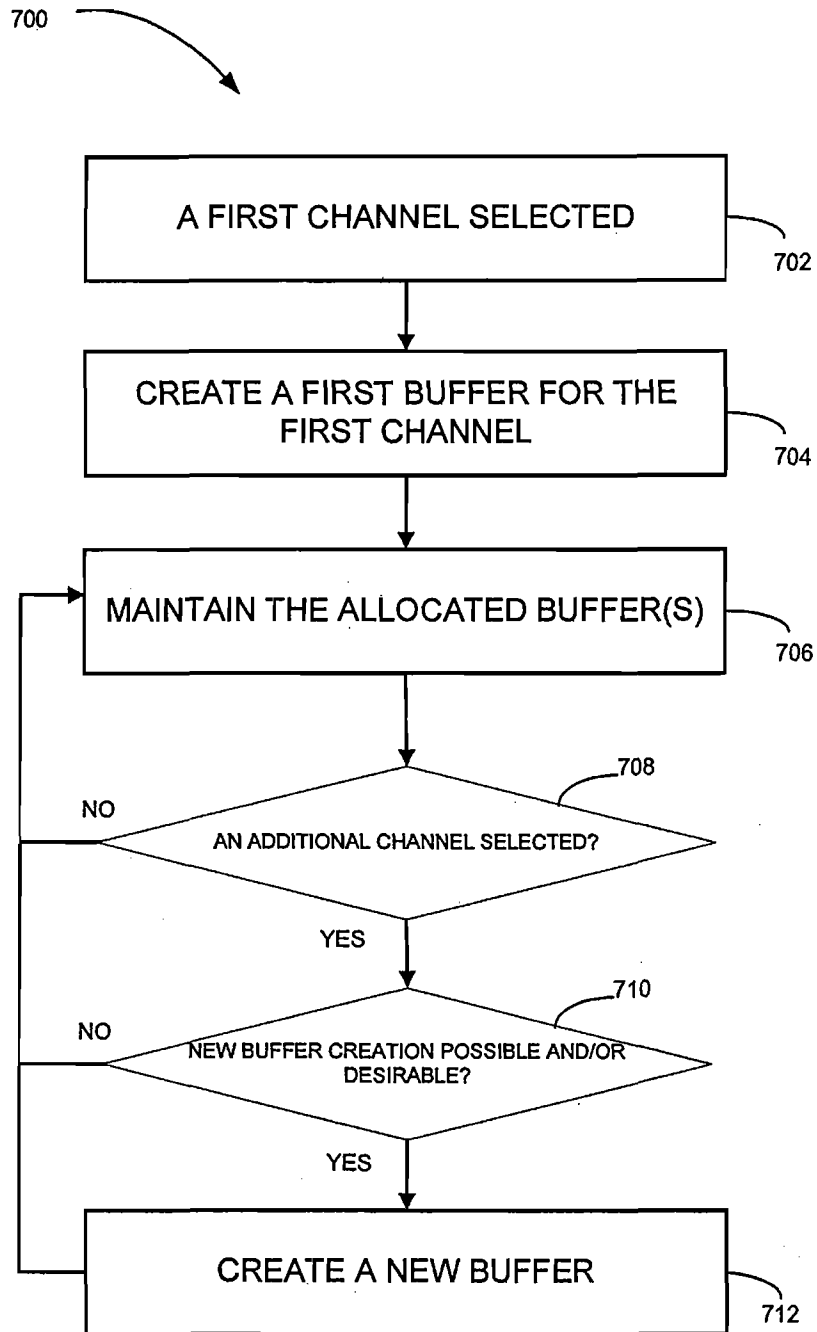 700
A FIRST CHANNEL SELECTED
702
CREATE A FIRST BUFFER FOR THE
FIRST CHANNEL
704
MAINTAIN THE ALLOCATED BUFFER(S)
706
708
NO
AN ADDITIONAL CHANNEL SELECTED?
YES
710
NO
NEW BUFFER CREATION POSSIBLE AND/OR
DESIRABLE?
YES
CREATE A NEW BUFFER
712